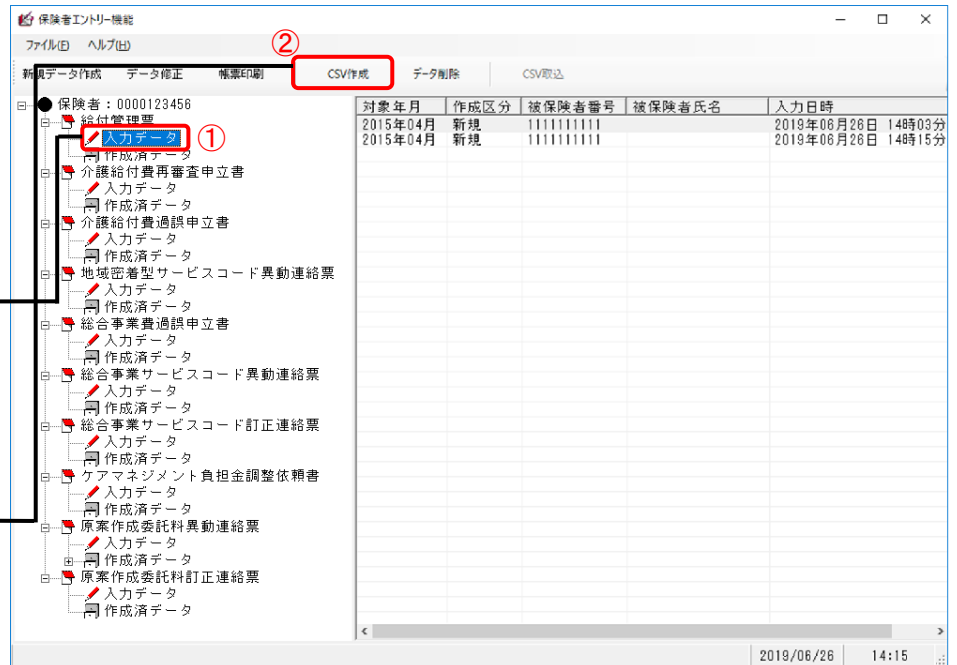 保険者エントリー機能
ファイル(F) ヘルプ(H)
②
新規データ作成 データ修正 帳票印刷 CSV作成 データ削除 CSV取込
保険者：0000123456
給付管理票
入力データ ①
作成済データ
介護給付費再審査申立書
入力データ
作成済データ
介護給付費過誤申立書
入力データ
作成済データ
地域密着型サービスコード異動連絡票
入力データ
作成済データ
総合事業費過誤申立書
入力データ
作成済データ
総合事業サービスコード異動連絡票
入力データ
作成済データ
総合事業サービスコード訂正連絡票
入力データ
作成済データ
ケアマネジメント負担金調整依頼書
入力データ
作成済データ
原案作成委託料異動連絡票
入力データ
作成済データ
原案作成委託料訂正連絡票
入力データ
作成済データ
対象年月 作成区分 被保険者番号 被保険者氏名 入力日時
2015年04月 新規 1111111111 2019年06月26日 14時03分
2015年04月 新規 1111111111 2019年06月26日 14時15分
2019/06/26 14:15